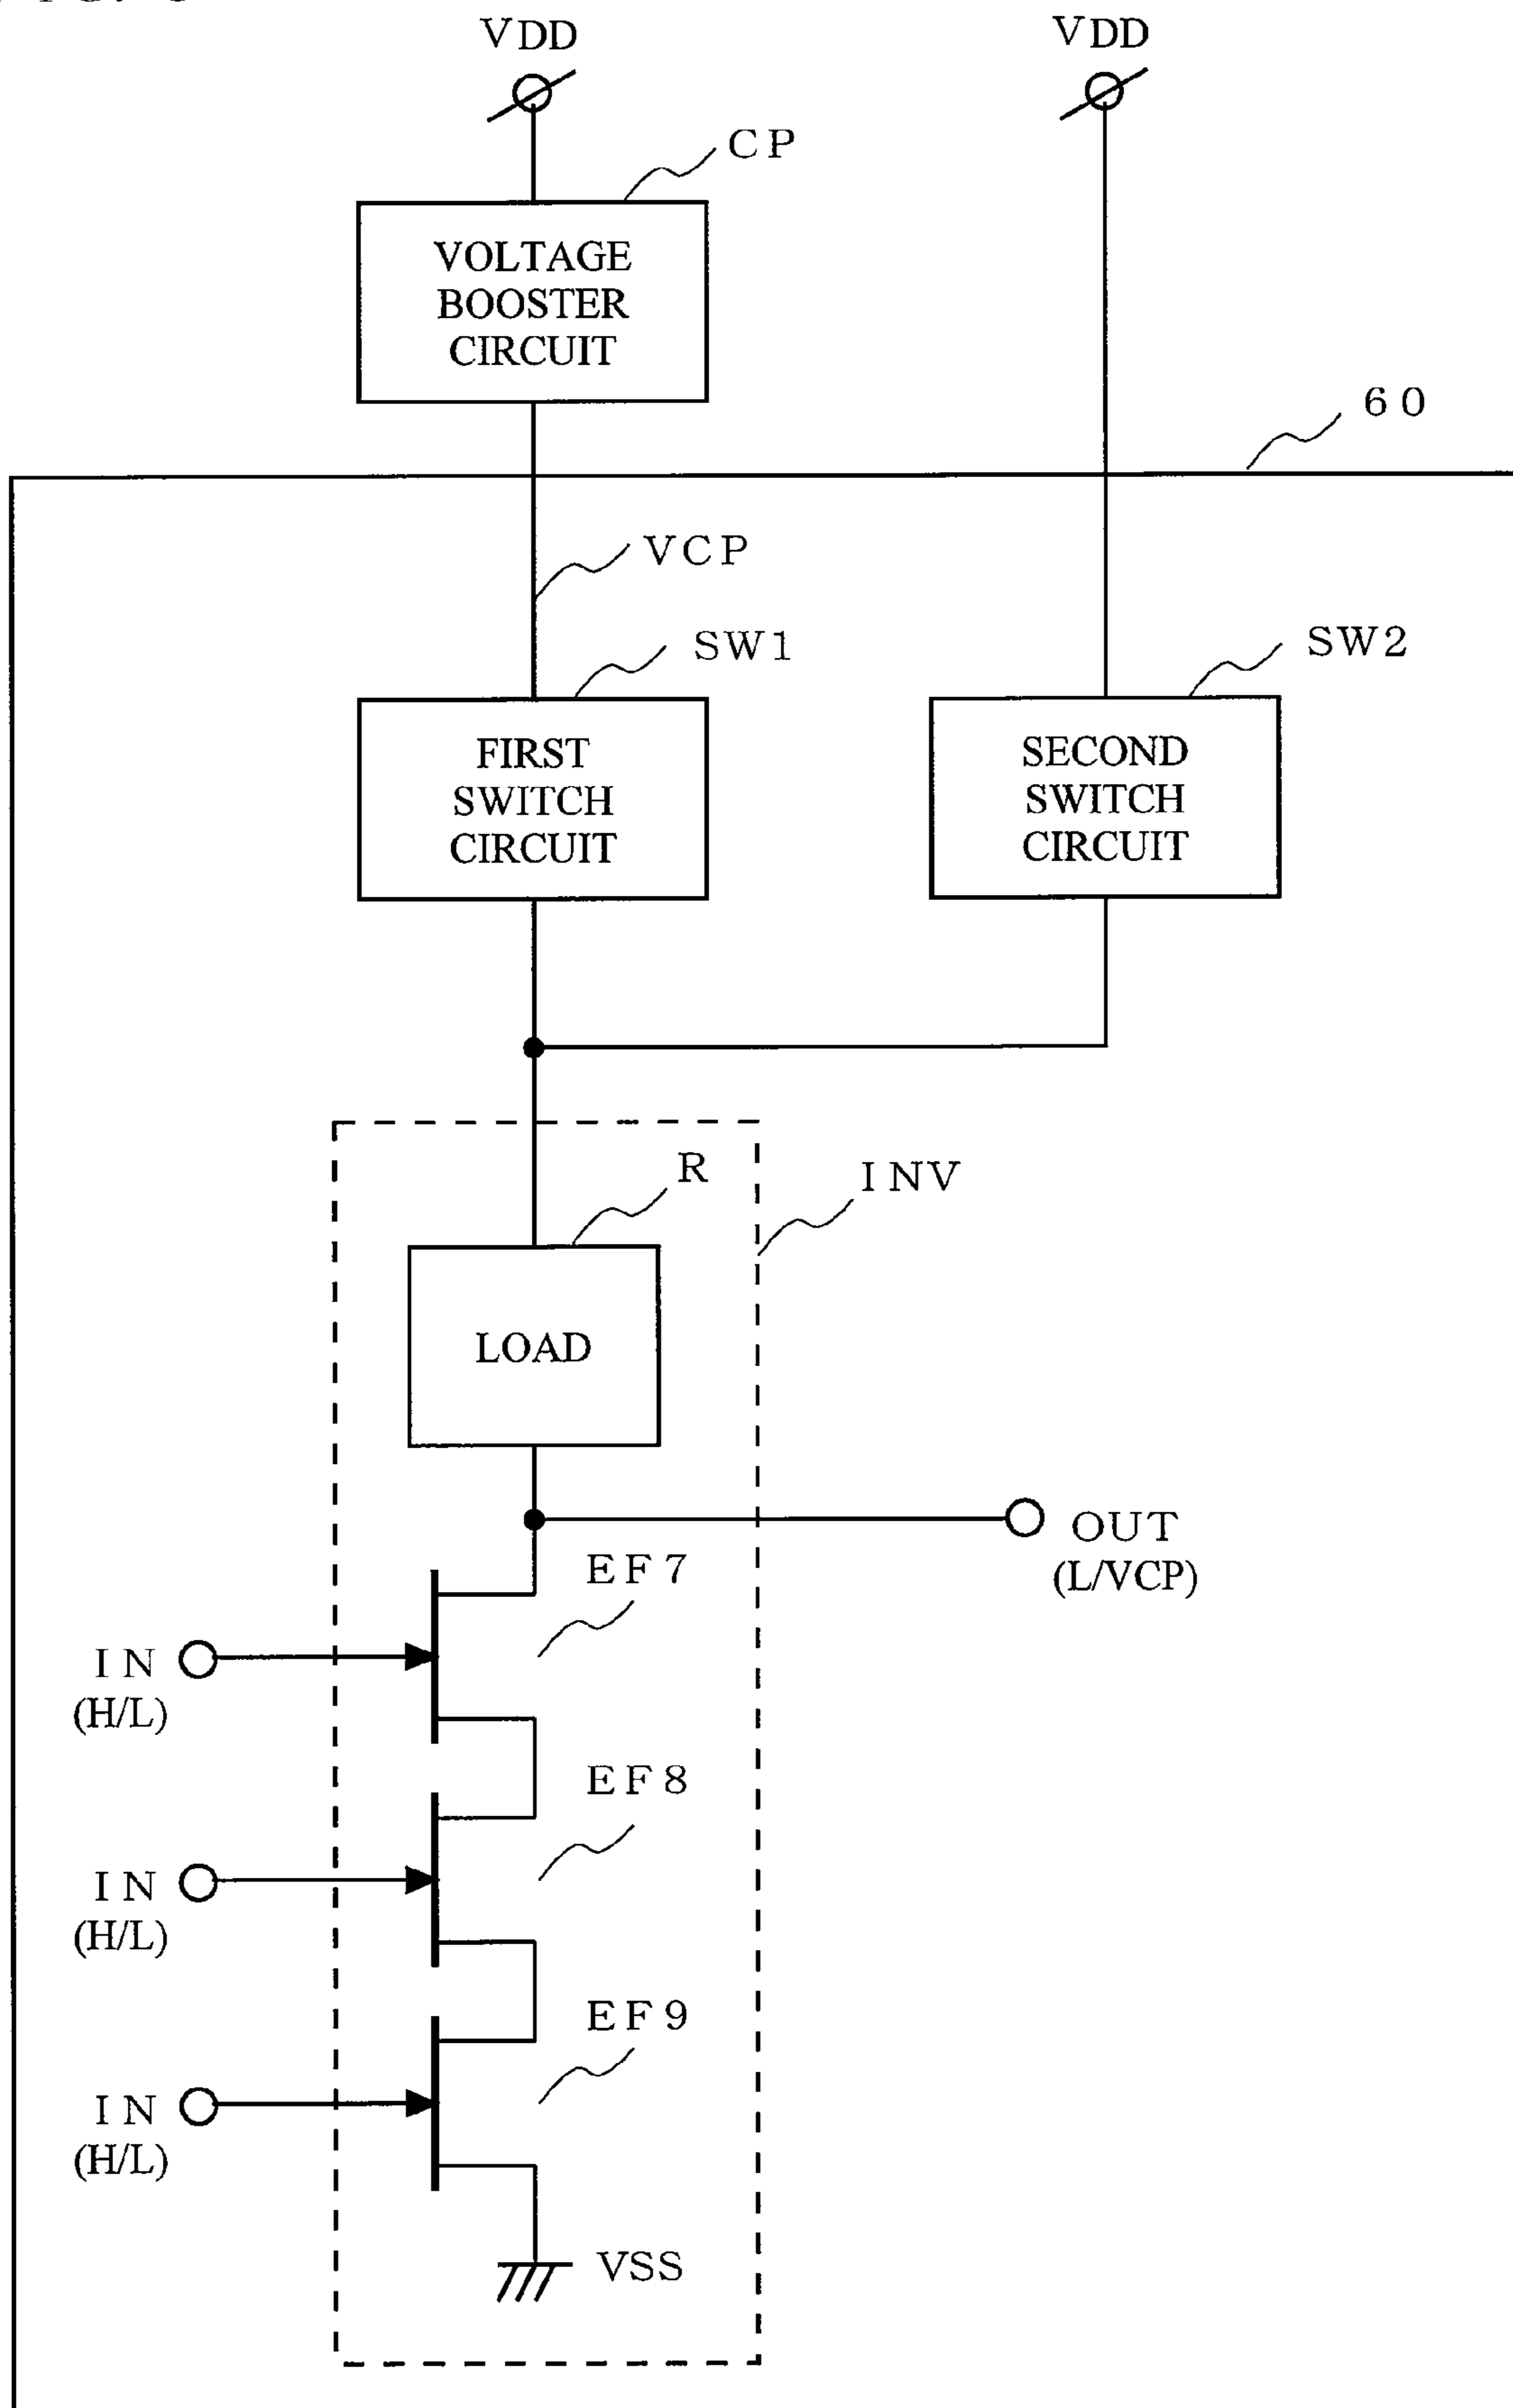 VDD
VDD
CP
VOLTAGE
BOOSTER
CIRCUIT
60
VCP
SW1
SW2
FIRST
SWITCH
CIRCUIT
SECOND
SWITCH
CIRCUIT
R
INV
LOAD
OUT
(L/VCP)
EF7
IN
(H/L)
EF8
IN
(H/L)
EF9
IN
(H/L)
VSS